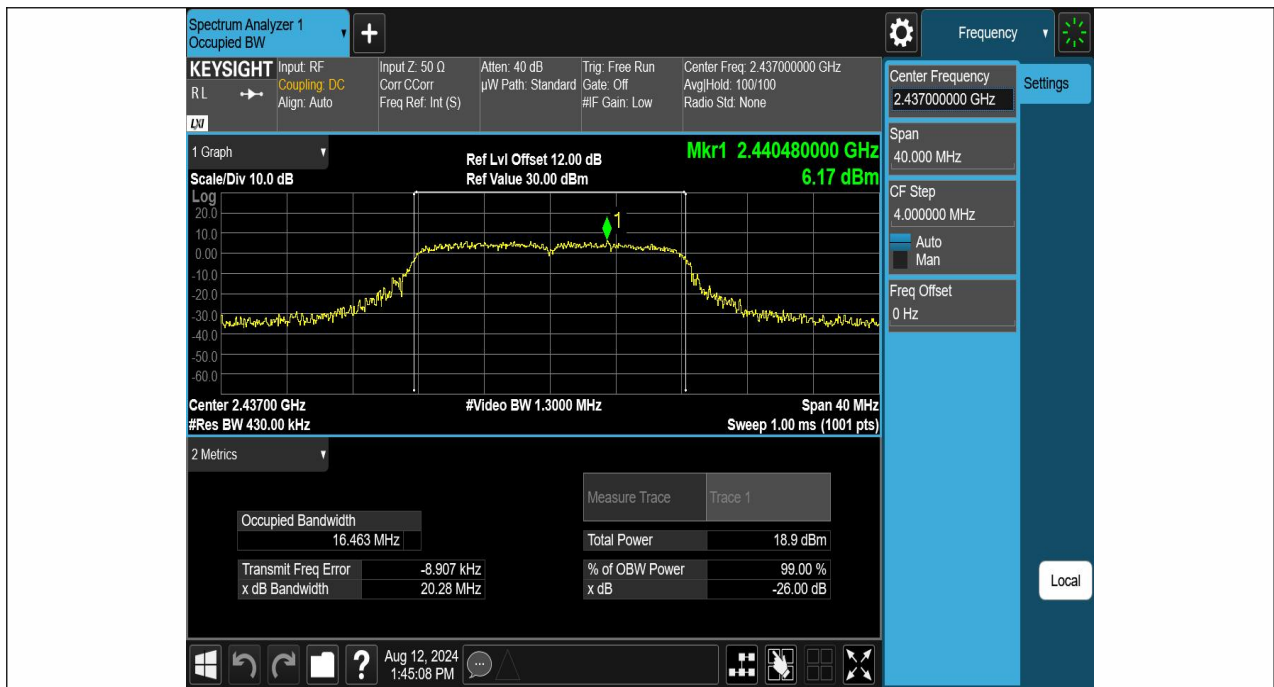 Spectrum Analyzer 1
Occupied BW
Frequency
KEYSIGHT
R L
LXI
Input: RF
Coupling: DC
Align: Auto
Input Z: 50 Ω
Corr CCorr
Freq Ref: Int (S)
Atten: 40 dB
µW Path: Standard
Trig: Free Run
Gate: Off
#IF Gain: Low
Center Freq: 2.437000000 GHz
Avg|Hold: 100/100
Radio Std: None
Center Frequency
2.437000000 GHz
Settings
Span
40.000 MHz
CF Step
4.000000 MHz
Auto
Man
Freq Offset
0 Hz
Local
1 Graph
Scale/Div 10.0 dB
Ref Lvl Offset 12.00 dB
Ref Value 30.00 dBm
Mkr1 2.440480000 GHz
6.17 dBm
Log
20.0
10.0
0.00
-10.0
-20.0
-30.0
-40.0
-50.0
-60.0
1
Center 2.43700 GHz
#Video BW 1.3000 MHz
Span 40 MHz
#Res BW 430.00 kHz
Sweep 1.00 ms (1001 pts)
2 Metrics
Measure Trace Trace 1
Occupied Bandwidth
16.463 MHz
Total Power 18.9 dBm
Transmit Freq Error -8.907 kHz
% of OBW Power 99.00 %
x dB Bandwidth 20.28 MHz
x dB -26.00 dB
?
Aug 12, 2024
1:45:08 PM